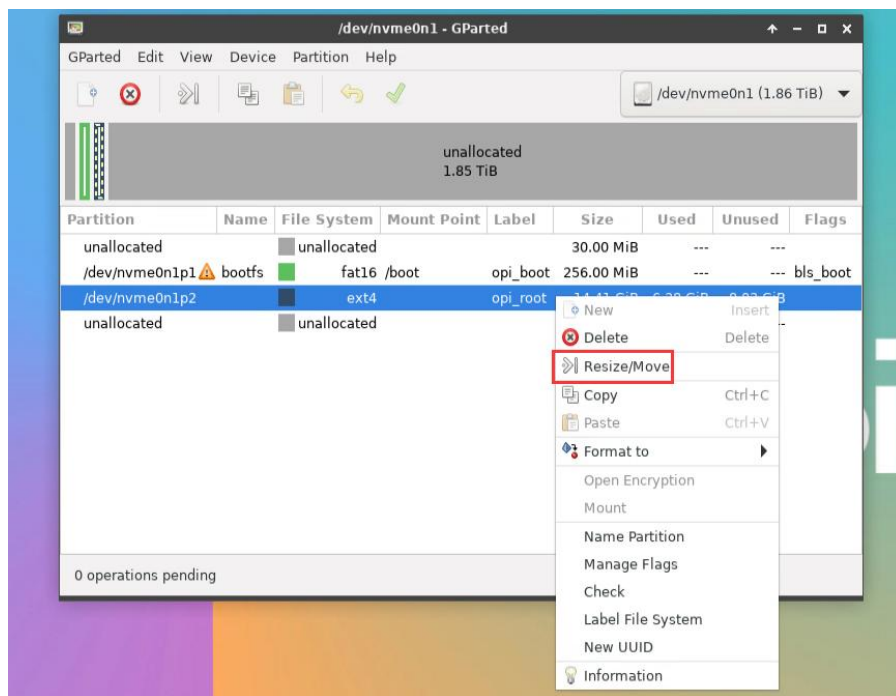 /dev/nvme0n1 - GParted
GParted Edit View Device Partition Help
/dev/nvme0n1 (1.86 TiB)
unallocated
1.85 TiB
Partition Name File System Mount Point Label Size Used Unused Flags
unallocated unallocated 30.00 MiB --- ---
/dev/nvme0n1p1 bootfs fat16 /boot opi_boot 256.00 MiB --- --- bls_boot
/dev/nvme0n1p2 ext4 opi_root
unallocated unallocated
New Insert
Delete Delete
Resize/Move
Copy Ctrl+C
Paste Ctrl+V
Format to
Open Encryption
Mount
Name Partition
Manage Flags
Check
Label File System
New UUID
Information
0 operations pending